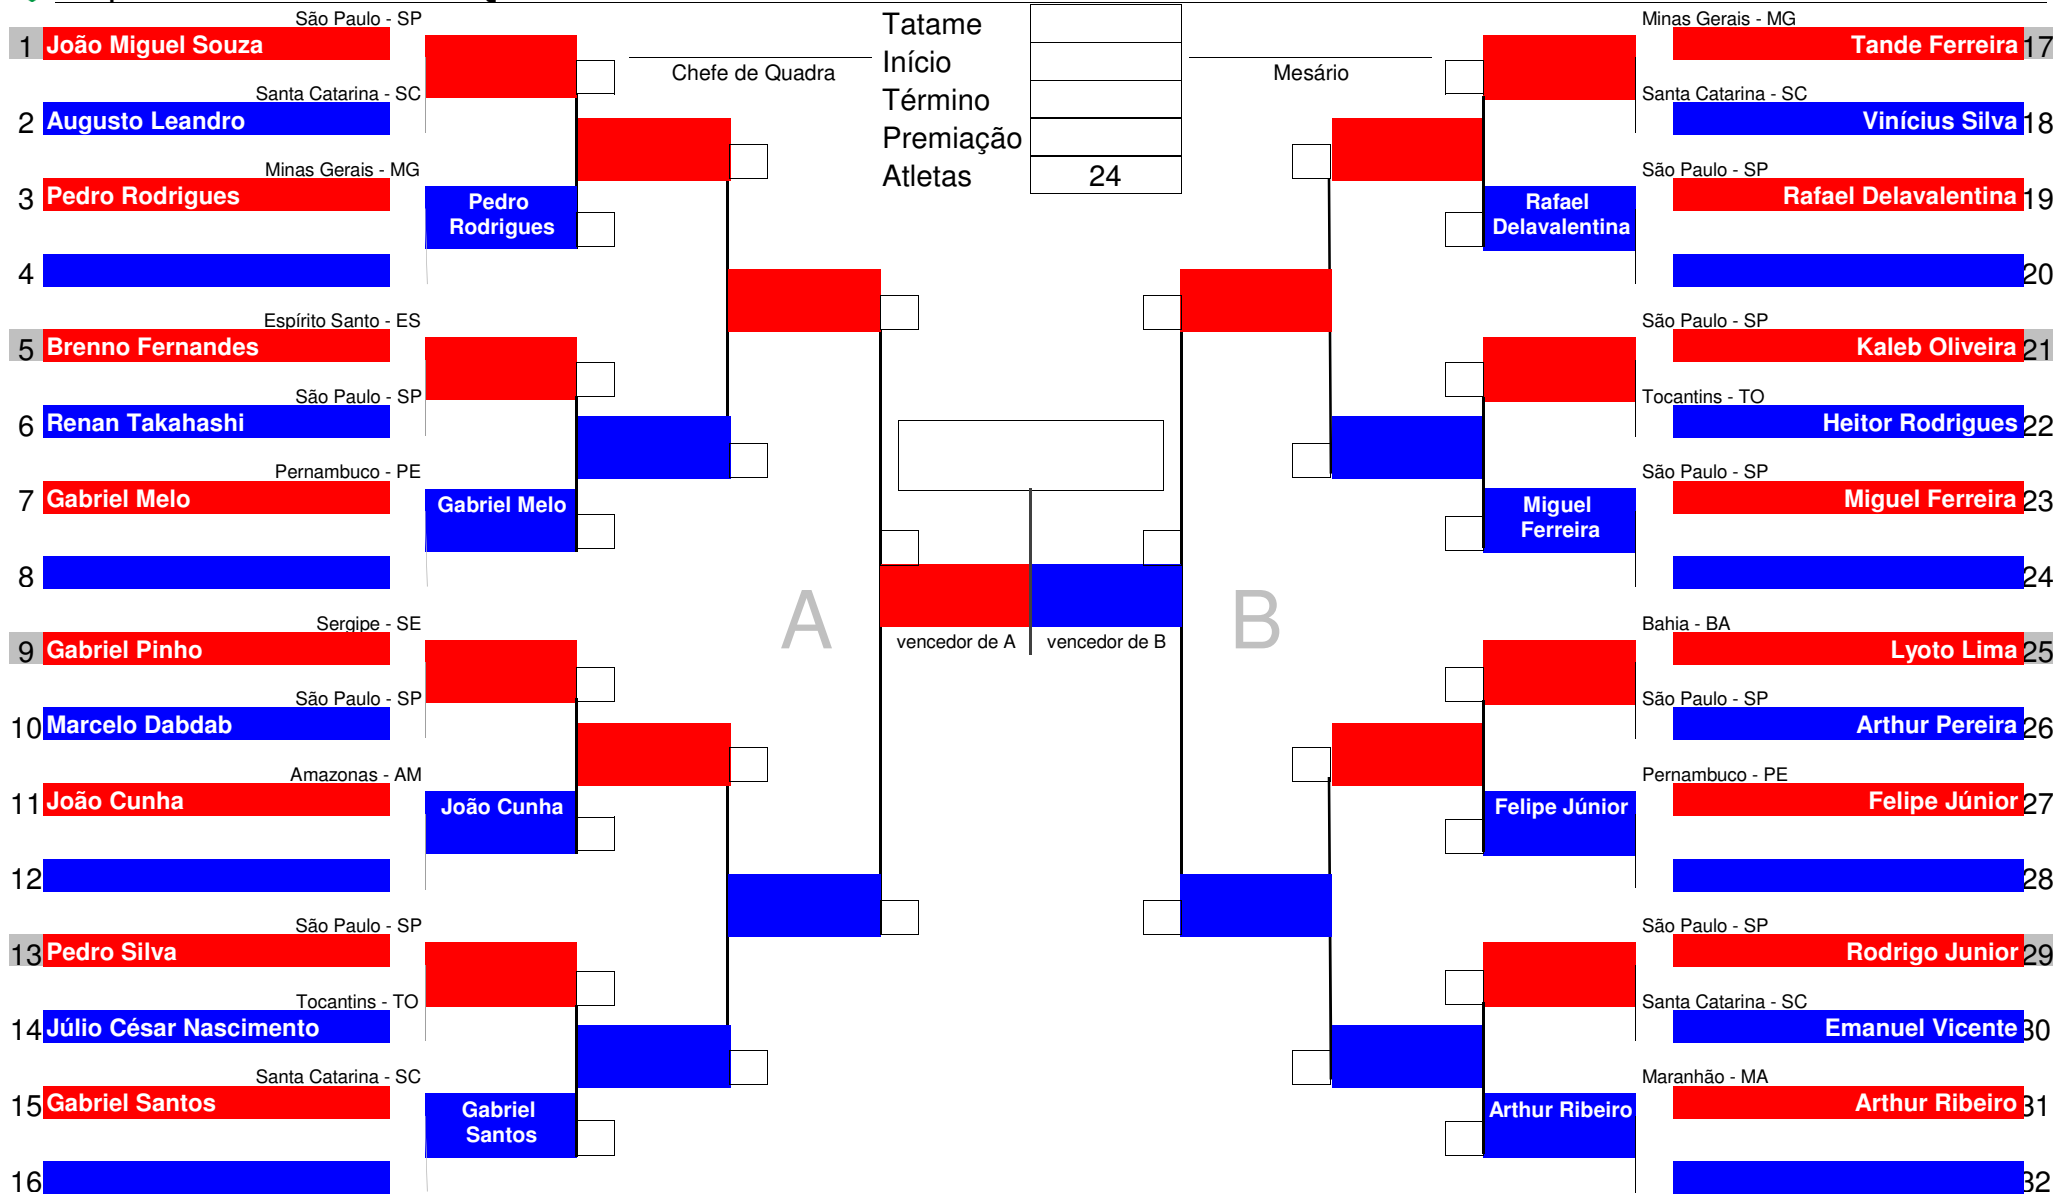 São Paulo - SP
1 João Miguel Souza
Santa Catarina - SC
2 Augusto Leandro
Minas Gerais - MG
3 Pedro Rodrigues
4
Espírito Santo - ES
5 Brenno Fernandes
São Paulo - SP
6 Renan Takahashi
Pernambuco - PE
7 Gabriel Melo
8
Sergipe - SE
9 Gabriel Pinho
São Paulo - SP
10 Marcelo Dabdab
Amazonas - AM
11 João Cunha
12
São Paulo - SP
13 Pedro Silva
Tocantins - TO
14 Júlio César Nascimento
Santa Catarina - SC
15 Gabriel Santos
16
Pedro
Rodrigues
Gabriel Melo
João Cunha
Gabriel
Santos
Chefe de Quadra
Tatame
Início
Término
Premiação
Atletas 24
Mesário
A
vencedor de A
vencedor de B
B
Rafael
Delavalentina
Miguel
Ferreira
Felipe Júnior
Arthur Ribeiro
Minas Gerais - MG
Tande Ferreira 17
Santa Catarina - SC
Vinícius Silva 18
São Paulo - SP
Rafael Delavalentina 19
20
São Paulo - SP
Kaleb Oliveira 21
Tocantins - TO
Heitor Rodrigues 22
São Paulo - SP
Miguel Ferreira 23
24
Bahia - BA
Lyoto Lima 25
São Paulo - SP
Arthur Pereira 26
Pernambuco - PE
Felipe Júnior 27
28
São Paulo - SP
Rodrigo Junior 29
Santa Catarina - SC
Emanuel Vicente 30
Maranhão - MA
Arthur Ribeiro 31
32